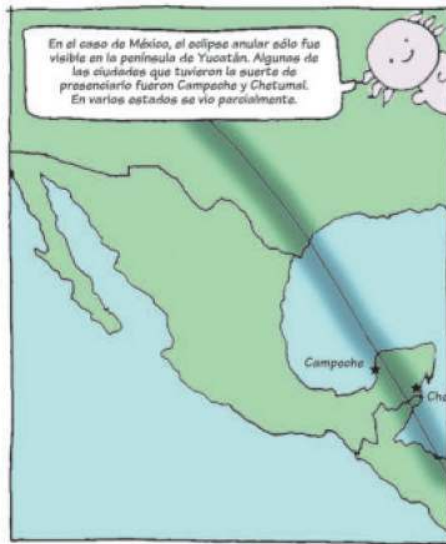 En el caso de México, el eclipse anular sólo fue
visible en la península de Yucatán. Algunas de
las ciudades que tuvieron la suerte de
presenciarlo fueron Campeche y Chetumal.
En varios estados se vio parcialmente.
Campeche
Che